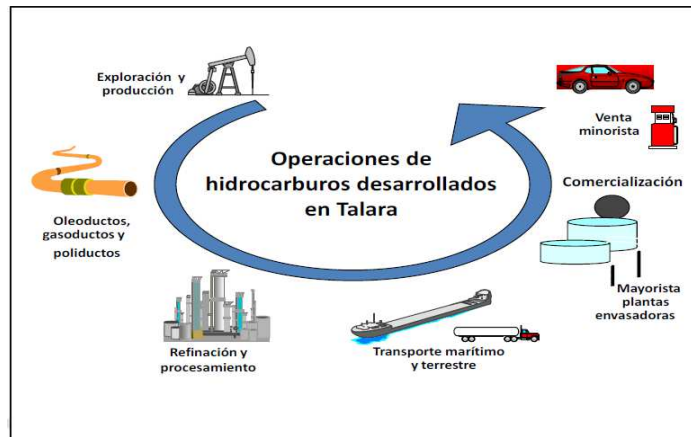 Exploración y
producción
Operaciones de
hidrocarburos desarrollados
en Talara
Oleoductos,
gasoductos y
poliductos
Refinación y
procesamiento
Transporte marítimo
y terrestre
Venta
minorista
Comercialización
Mayorista
plantas
envasadoras